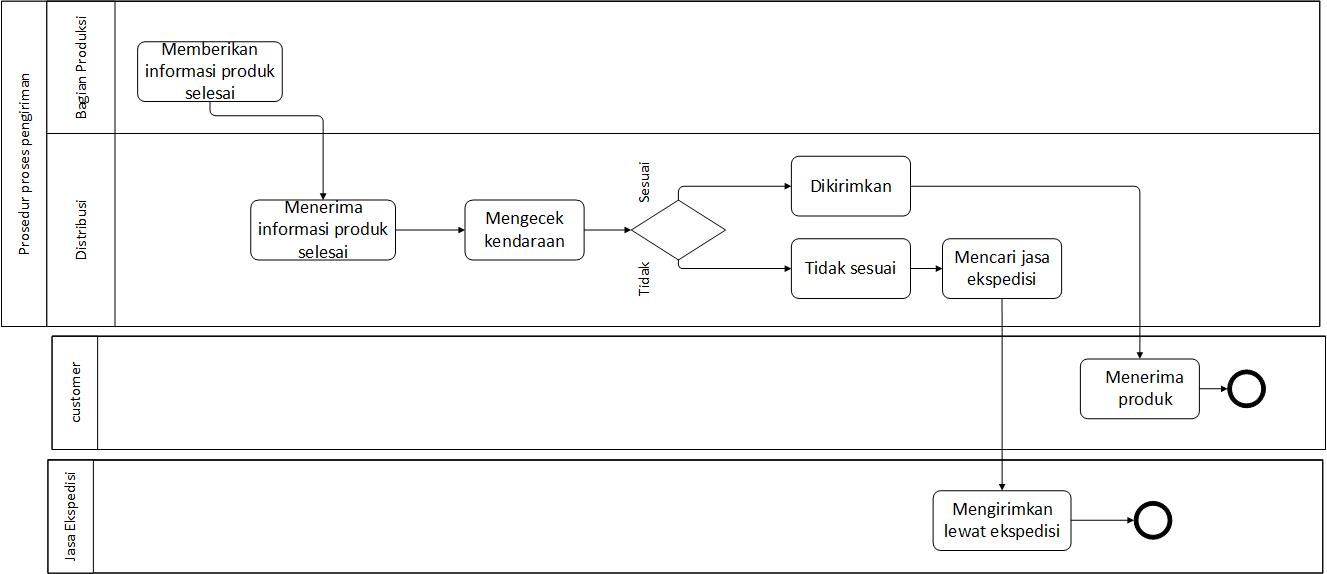 Prosedur proses pengiriman
Bagian Produksi
Memberikan
informasi produk
selesai
Distribusi
Menerima
informasi produk
selesai
Mengecek
kendaraan
Sesuai
Tidak
Dikirimkan
Tidak sesuai
Mencari jasa
ekspedisi
customer
Menerima
produk
Jasa Ekspedisi
Mengirimkan
lewat ekspedisi